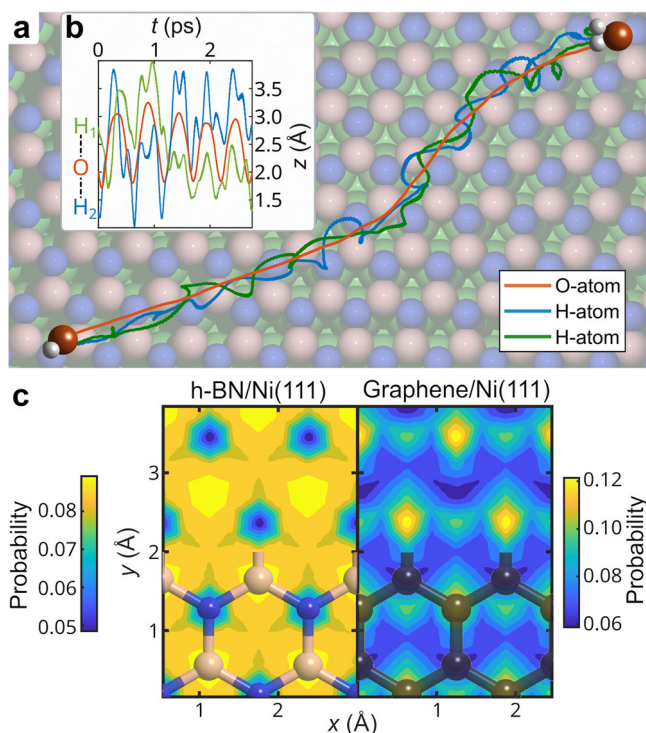 a
b
t (ps)
0 1 2
3.5
3.0
2.5
2.0
1.5
z (Å)
H₁
O
H₂
O-atom
H-atom
H-atom
c
h-BN/Ni(111)
Graphene/Ni(111)
Probability
0.08
0.07
0.06
0.05
y (Å)
3
2
1
1 2
0 1 2
x (Å)
0.12
0.10
0.08
0.06
Probability